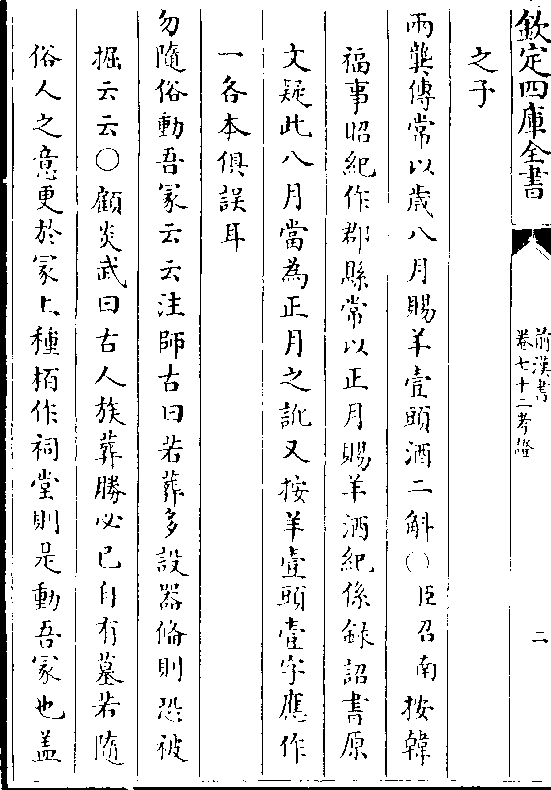 欽定四庫全書
前漢書
卷七十二考證
二
之子
兩龔傳常以歲八月賜羊壹頭酒二斛○臣召南按韓
福事昭紀作郡縣常以正月賜羊酒紀係錄詔書原
文疑此八月當為正月之訛又按羊壹頭壹字應作
一各本俱誤耳
勿隨俗動吾冢云云注師古曰若葬多設器備則恐被
掘云云○顧炎武曰古人族葬勝必已自有墓若隨
俗人之意更於冢上種栢作祠堂則是動吾冢也盖